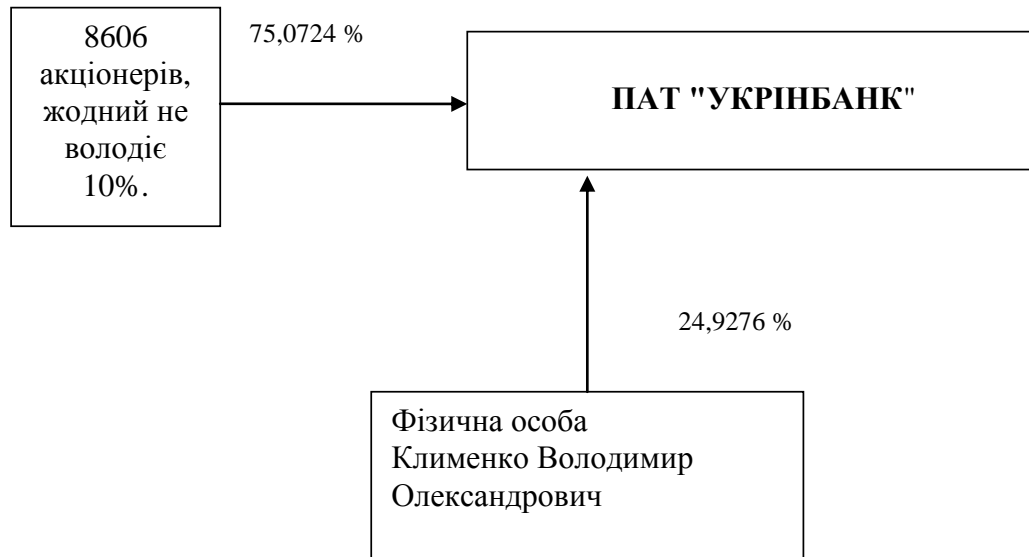 8606
акціонерів,
жодний не
володіє
10%.
75,0724 %
ПАТ "УКРІНБАНК"
24,9276 %
Фізична особа
Клименко Володимир
Олександрович